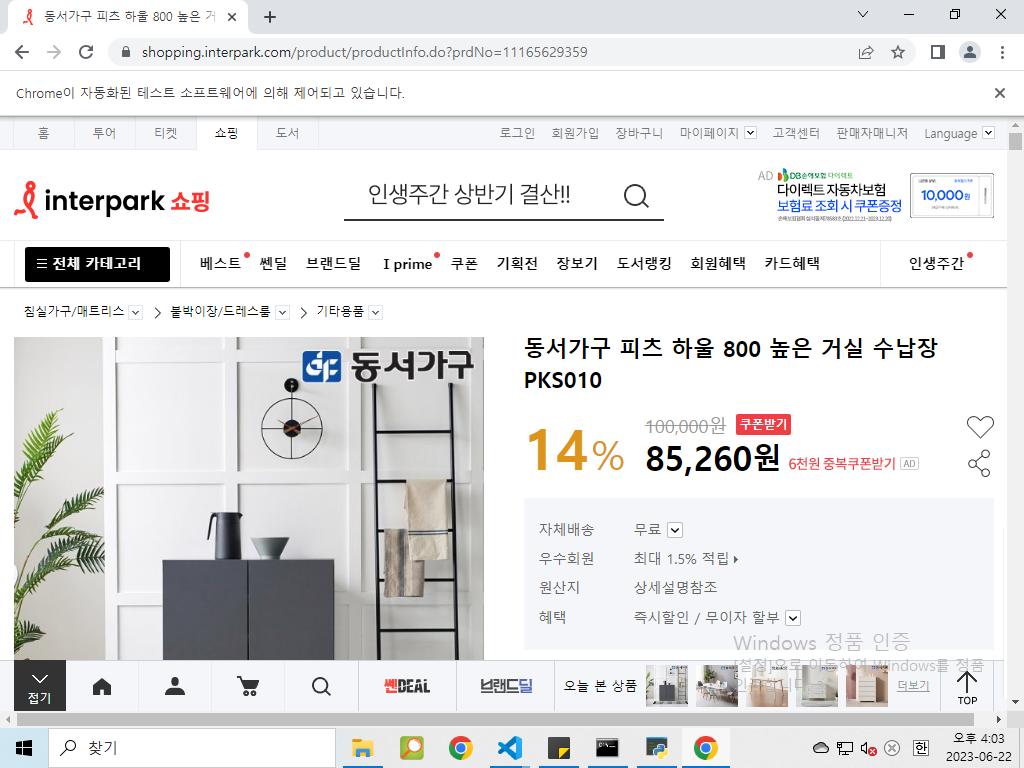 동서가구 피츠 하울 800 높은 거
shopping.interpark.com/product/productInfo.do?prdNo=11165629359
Chrome이 자동화된 테스트 소프트웨어에 의해 제어되고 있습니다.
홈 투어 티켓 쇼핑 도서 로그인 회원가입 장바구니 마이페이지 고객센터 판매자매니저 Language
interpark 쇼핑
인생주간 상반기 결산!!
AD DB손해보험 다이렉트
다이렉트 자동차보험
보험료 조회 시 쿠폰증정
10,000원
전체 카테고리 베스트 쎈딜 브랜드딜 I prime 쿠폰 기획전 장보기 도서랭킹 회원혜택 카드혜택 인생주간
침실가구/매트리스 붙박이장/드레스룸 기타용품
동서가구
동서가구 피츠 하울 800 높은 거실 수납장
PKS010
14% 100,000원 쿠폰받기
85,260원 6천원 중복쿠폰받기 AD
자체배송 무료
우수회원 최대 1.5% 적립
원산지 상세설명참조
혜택 즉시할인 / 무이자 할부
Windows 정품 인증
[설정]으로 이동하여 Windows를 정품
인증합니다.
접기 쎈DEAL 브랜드딜 오늘 본 상품 더보기 TOP
찾기
한
오후 4:03
2023-06-22